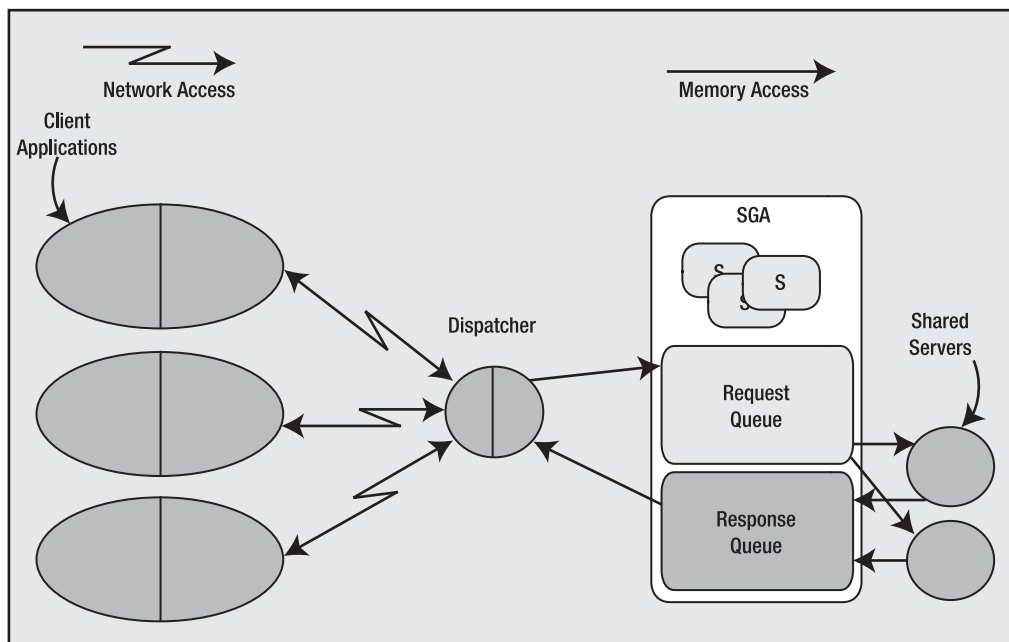 Network Access
Memory Access
Client
Applications
SGA
S
S
S
Dispatcher
Shared
Servers
Request
Queue
Response
Queue